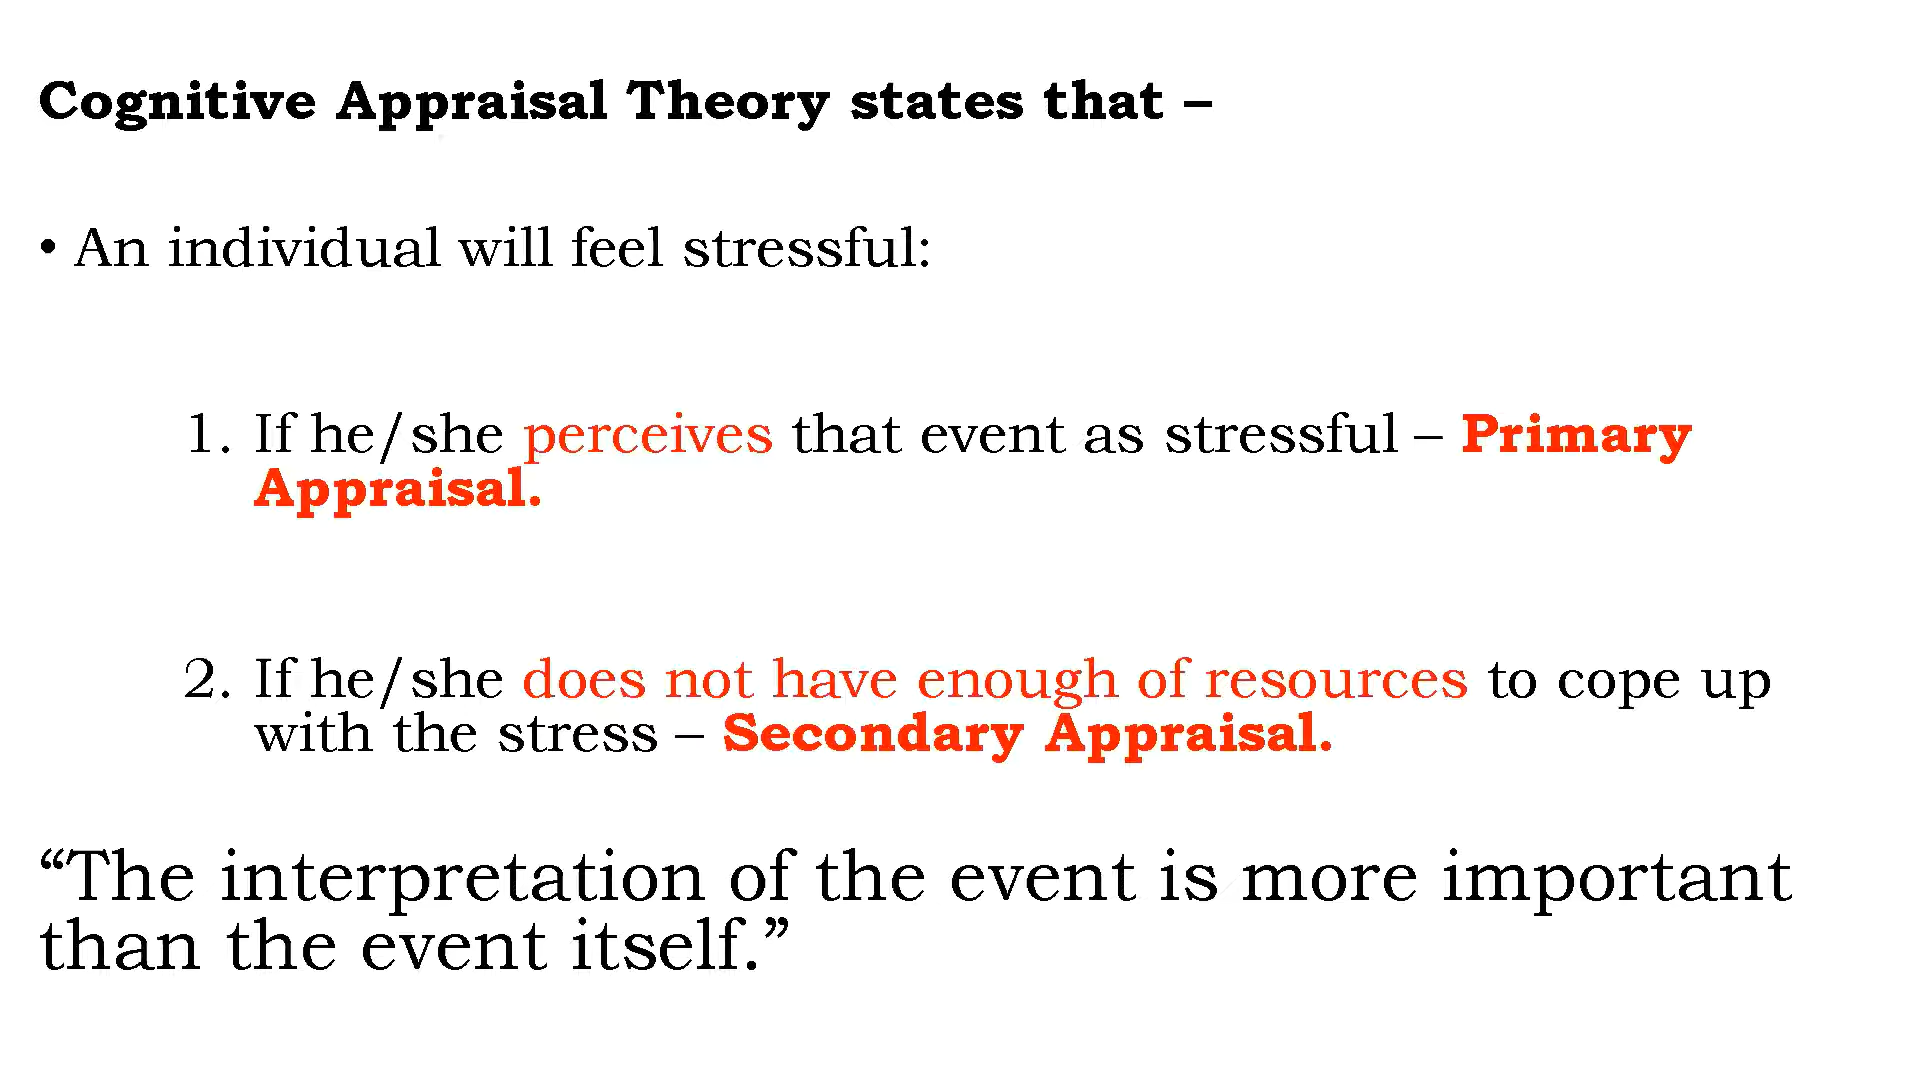 Cognitive Appraisal Theory states that –
• An individual will feel stressful:
1. If he/she perceives that event as stressful – Primary
Appraisal.
2. If he/she does not have enough of resources to cope up
with the stress – Secondary Appraisal.
“The interpretation of the event is more important
than the event itself.”